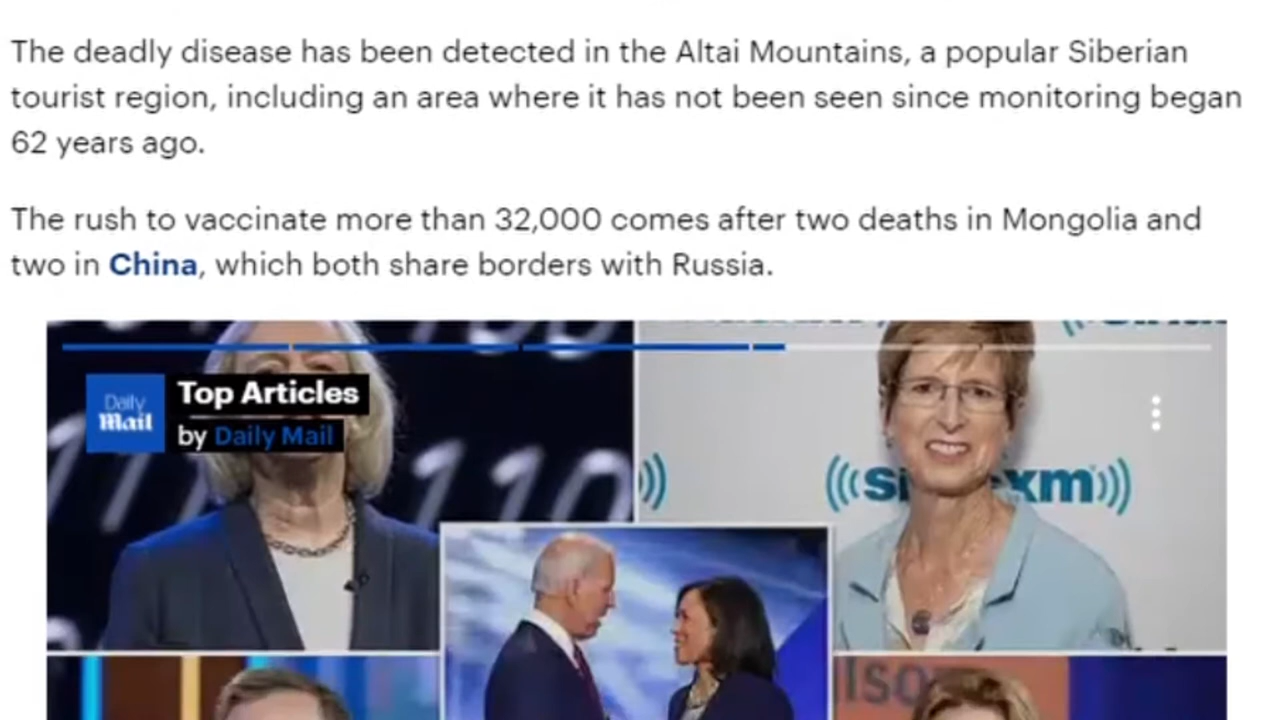 The deadly disease has been detected in the Altai Mountains, a popular Siberian
tourist region, including an area where it has not been seen since monitoring began
62 years ago.
The rush to vaccinate more than 32,000 comes after two deaths in Mongolia and
two in China, which both share borders with Russia.
Daily
Mail
Top Articles
by Daily Mail
110